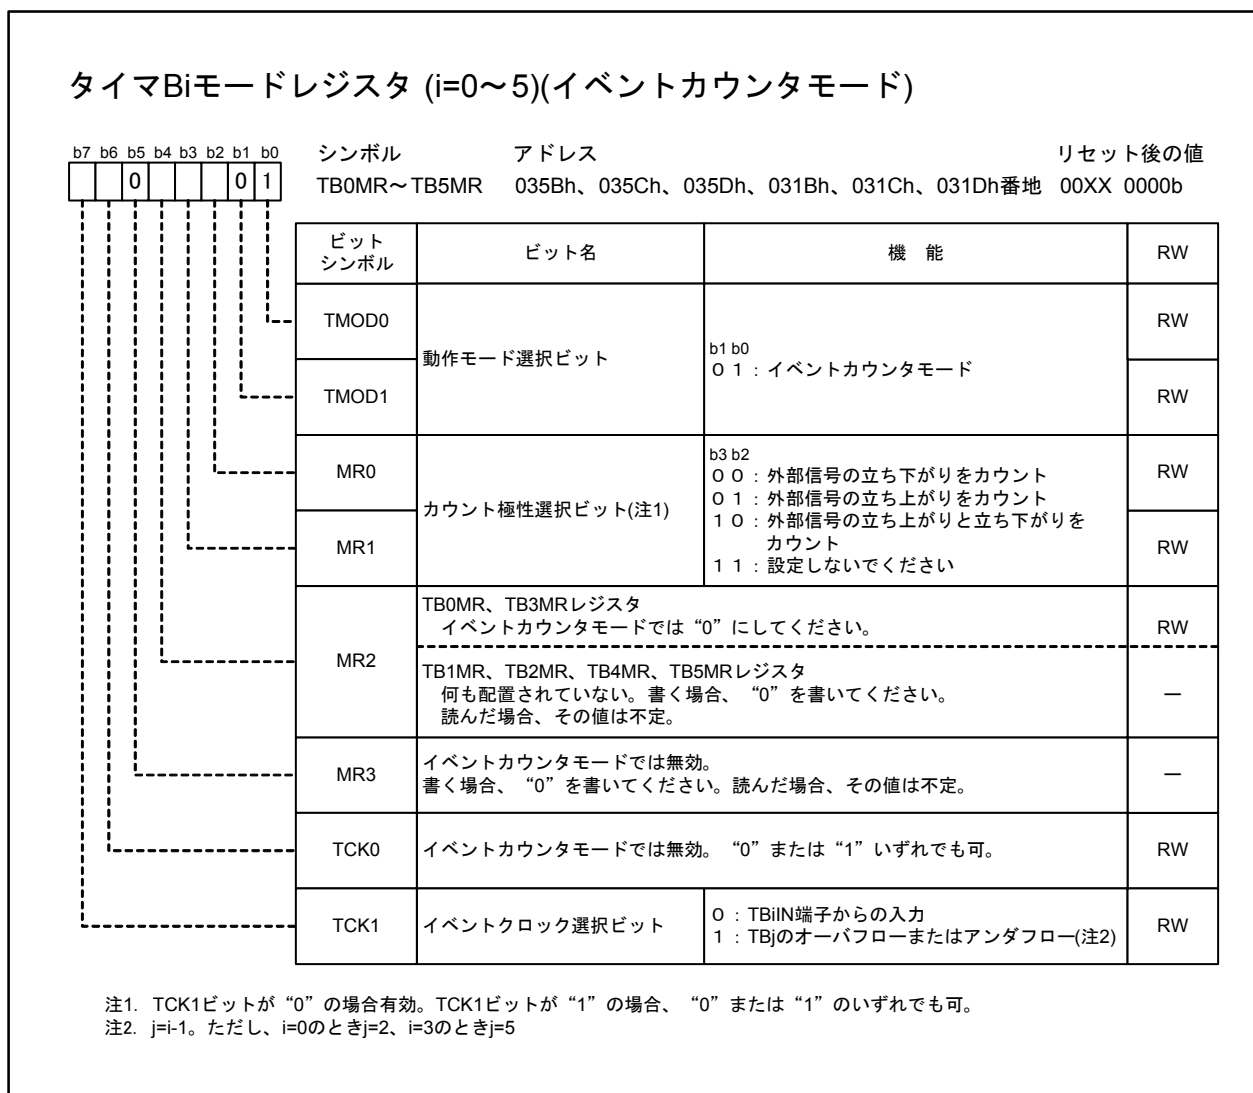 タイマBiモードレジスタ (i=0～5)(イベントカウンタモード)
b7 b6 b5 b4 b3 b2 b1 b0
0 0 1
シンボル アドレス リセット後の値
TB0MR～TB5MR 035Bh、035Ch、035Dh、031Bh、031Ch、031Dh番地 00XX 0000b
ビット
シンボル
ビット名 機 能 RW
TMOD0
動作モード選択ビット
b1 b0
0 1 : イベントカウンタモード
RW
TMOD1 RW
MR0
カウント極性選択ビット(注1)
b3 b2
0 0 : 外部信号の立ち下がりをカウント
0 1 : 外部信号の立ち上がりをカウント
1 0 : 外部信号の立ち上がりと立ち下がりを
カウント
1 1 : 設定しないでください
RW
MR1 RW
MR2
TB0MR、TB3MRレジスタ
イベントカウンタモードでは“0”にしてください。
RW
TB1MR、TB2MR、TB4MR、TB5MRレジスタ
何も配置されていない。書く場合、“0”を書いてください。
読んだ場合、その値は不定。
－
MR3
イベントカウンタモードでは無効。
書く場合、“0”を書いてください。読んだ場合、その値は不定。
－
TCK0 イベントカウンタモードでは無効。“0”または“1”いずれでも可。 RW
TCK1 イベントクロック選択ビット
0 : TBiIN端子からの入力
1 : TBjのオーバフローまたはアンダフロー(注2)
RW
注1. TCK1ビットが“0”の場合有効。TCK1ビットが“1”の場合、“0”または“1”のいずれでも可。
注2. j=i-1。ただし、i=0のときj=2、i=3のときj=5